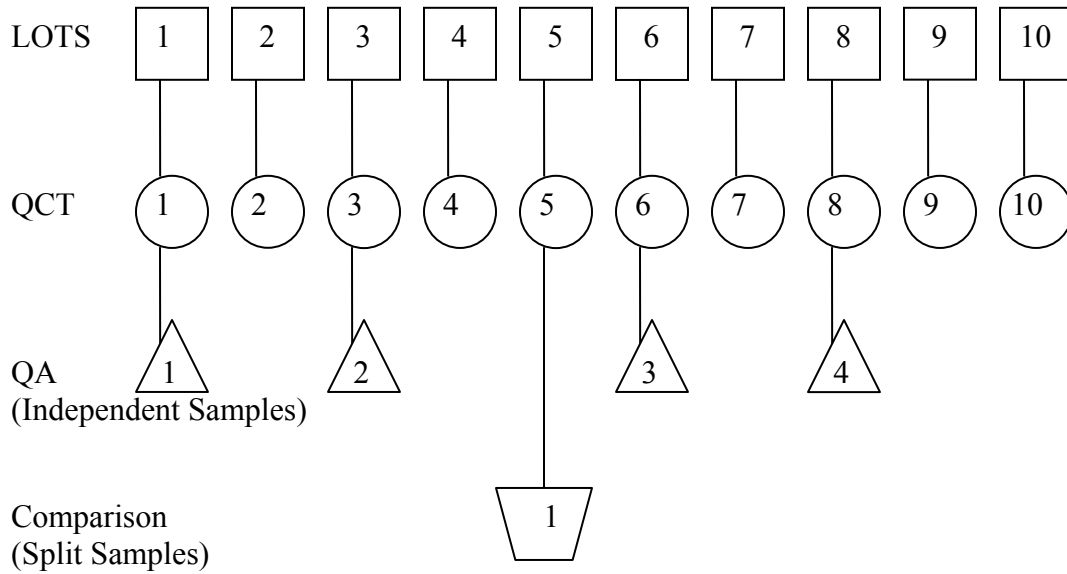 LOTS 1 2 3 4 5 6 7 8 9 10
QCT 1 2 3 4 5 6 7 8 9 10
QA 1 2 3 4
(Independent Samples)
Comparison 1
(Split Samples)